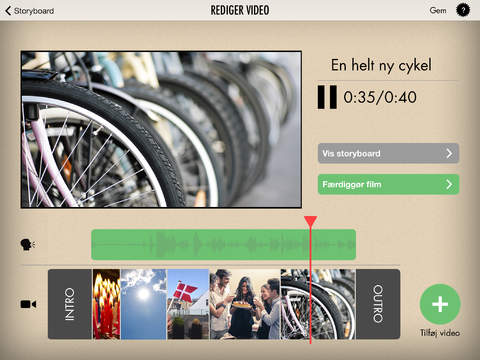 Storyboard
REDIGER VIDEO
Gem
?
En helt ny cykel
0:35/0:40
Vis storyboard
Færdiggør film
INTRO
OUTRO
Tilføj video